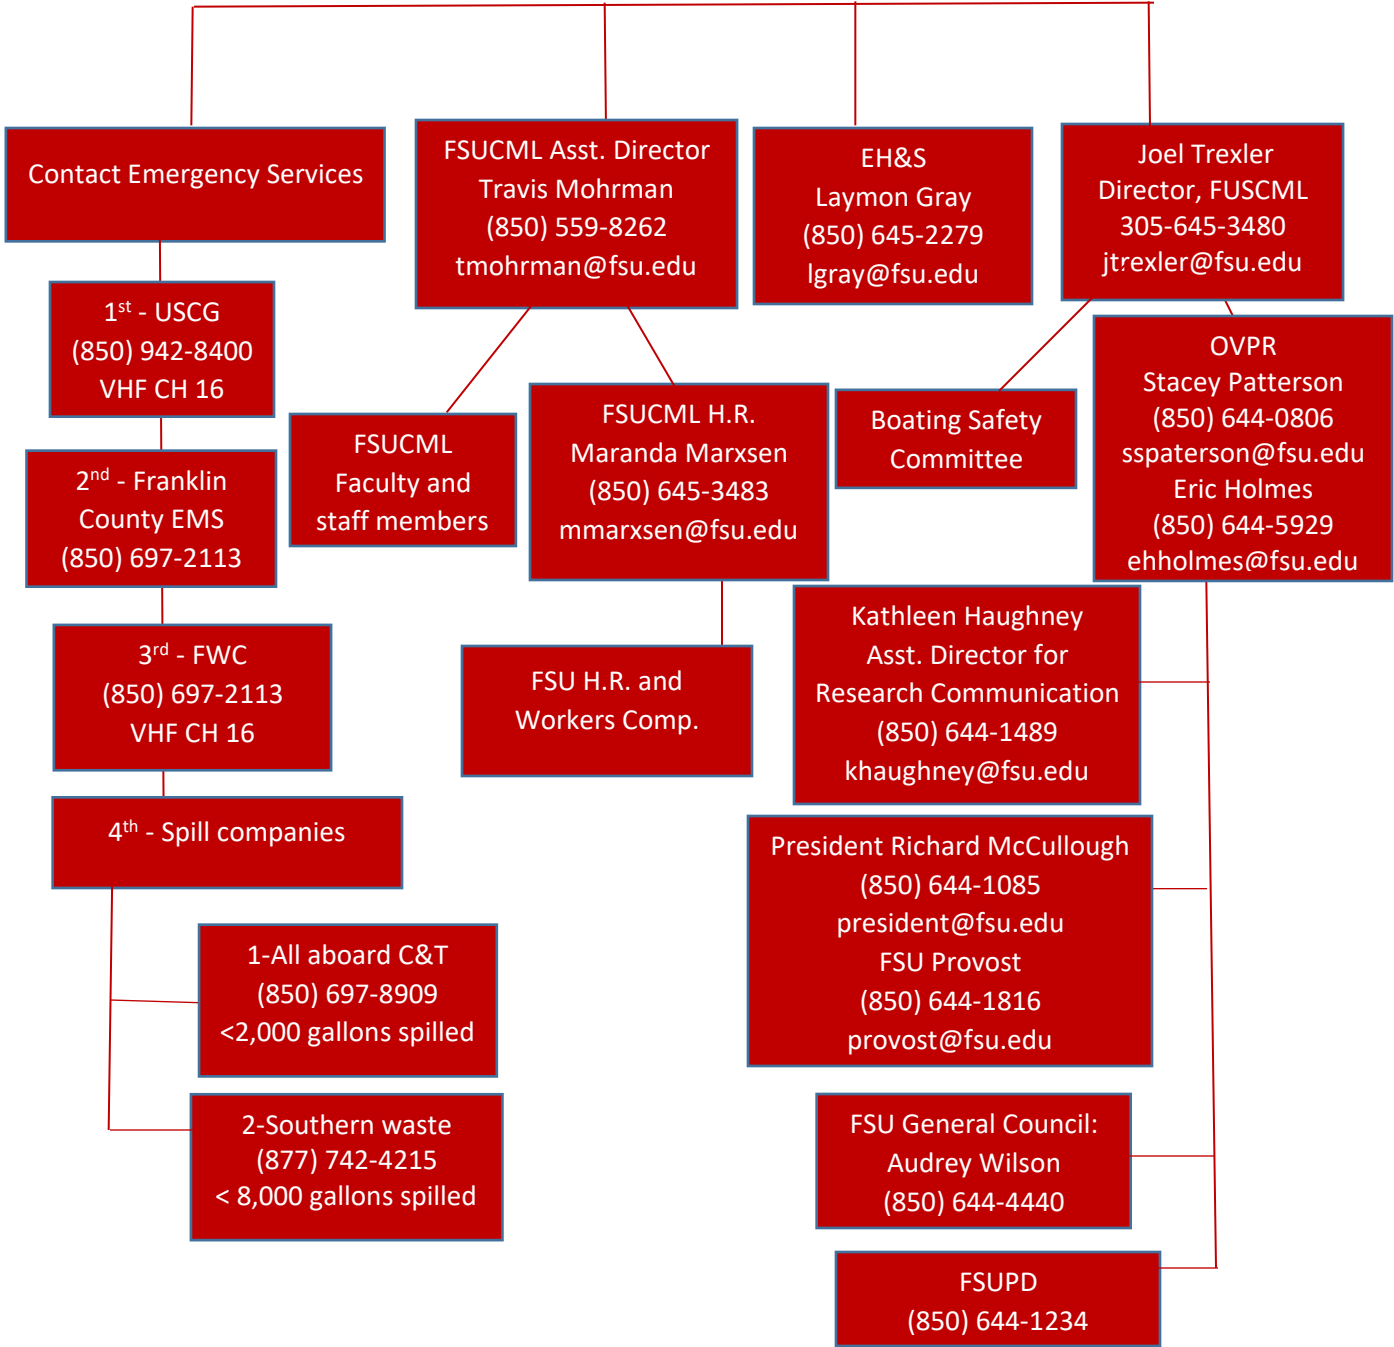 Contact Emergency Services
FSUCML Asst. Director
Travis Mohrman
(850) 559-8262
tmohrman@fsu.edu
EH&S
Laymon Gray
(850) 645-2279
lgray@fsu.edu
Joel Trexler
Director, FUSCML
305-645-3480
jtrexler@fsu.edu
1st - USCG
(850) 942-8400
VHF CH 16
2nd - Franklin
County EMS
(850) 697-2113
3rd - FWC
(850) 697-2113
VHF CH 16
4th - Spill companies
1-All aboard C&T
(850) 697-8909
<2,000 gallons spilled
2-Southern waste
(877) 742-4215
< 8,000 gallons spilled
FSUCML
Faculty and
staff members
FSUCML H.R.
Maranda Marxsen
(850) 645-3483
mmarxsen@fsu.edu
FSU H.R. and
Workers Comp.
Boating Safety
Committee
OVPR
Stacey Patterson
(850) 644-0806
sspaterson@fsu.edu
Eric Holmes
(850) 644-5929
ehholmes@fsu.edu
Kathleen Haughney
Asst. Director for
Research Communication
(850) 644-1489
khaughney@fsu.edu
President Richard McCullough
(850) 644-1085
president@fsu.edu
FSU Provost
(850) 644-1816
provost@fsu.edu
FSU General Council:
Audrey Wilson
(850) 644-4440
FSUPD
(850) 644-1234